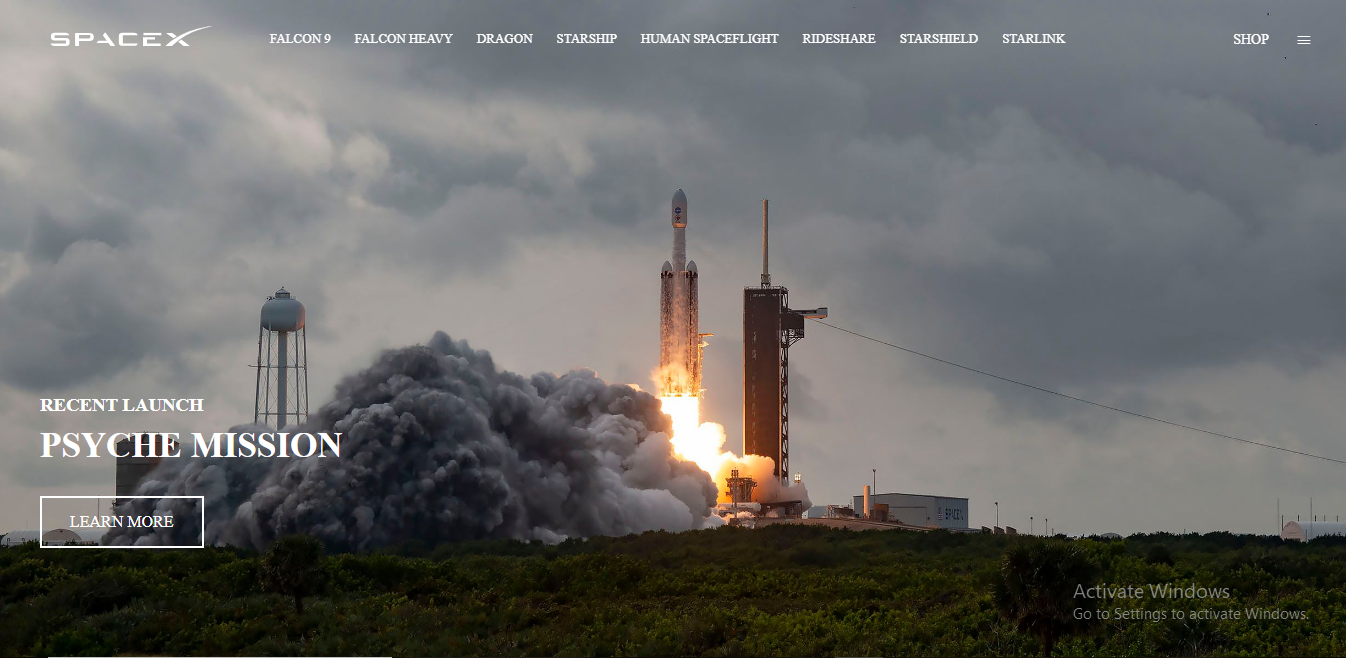 SPACEX
FALCON 9 FALCON HEAVY DRAGON STARSHIP HUMAN SPACEFLIGHT RIDESHARE STARSHIELD STARLINK SHOP
RECENT LAUNCH
PSYCHE MISSION
LEARN MORE
SPACEX
Activate Windows
Go to Settings to activate Windows.